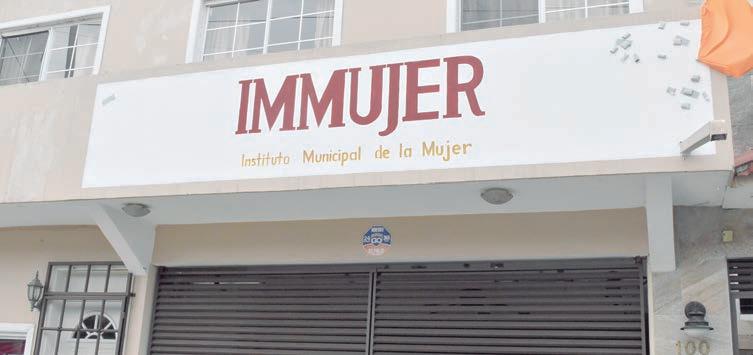 IMMUJER
Instituto Municipal de la Mujer
100